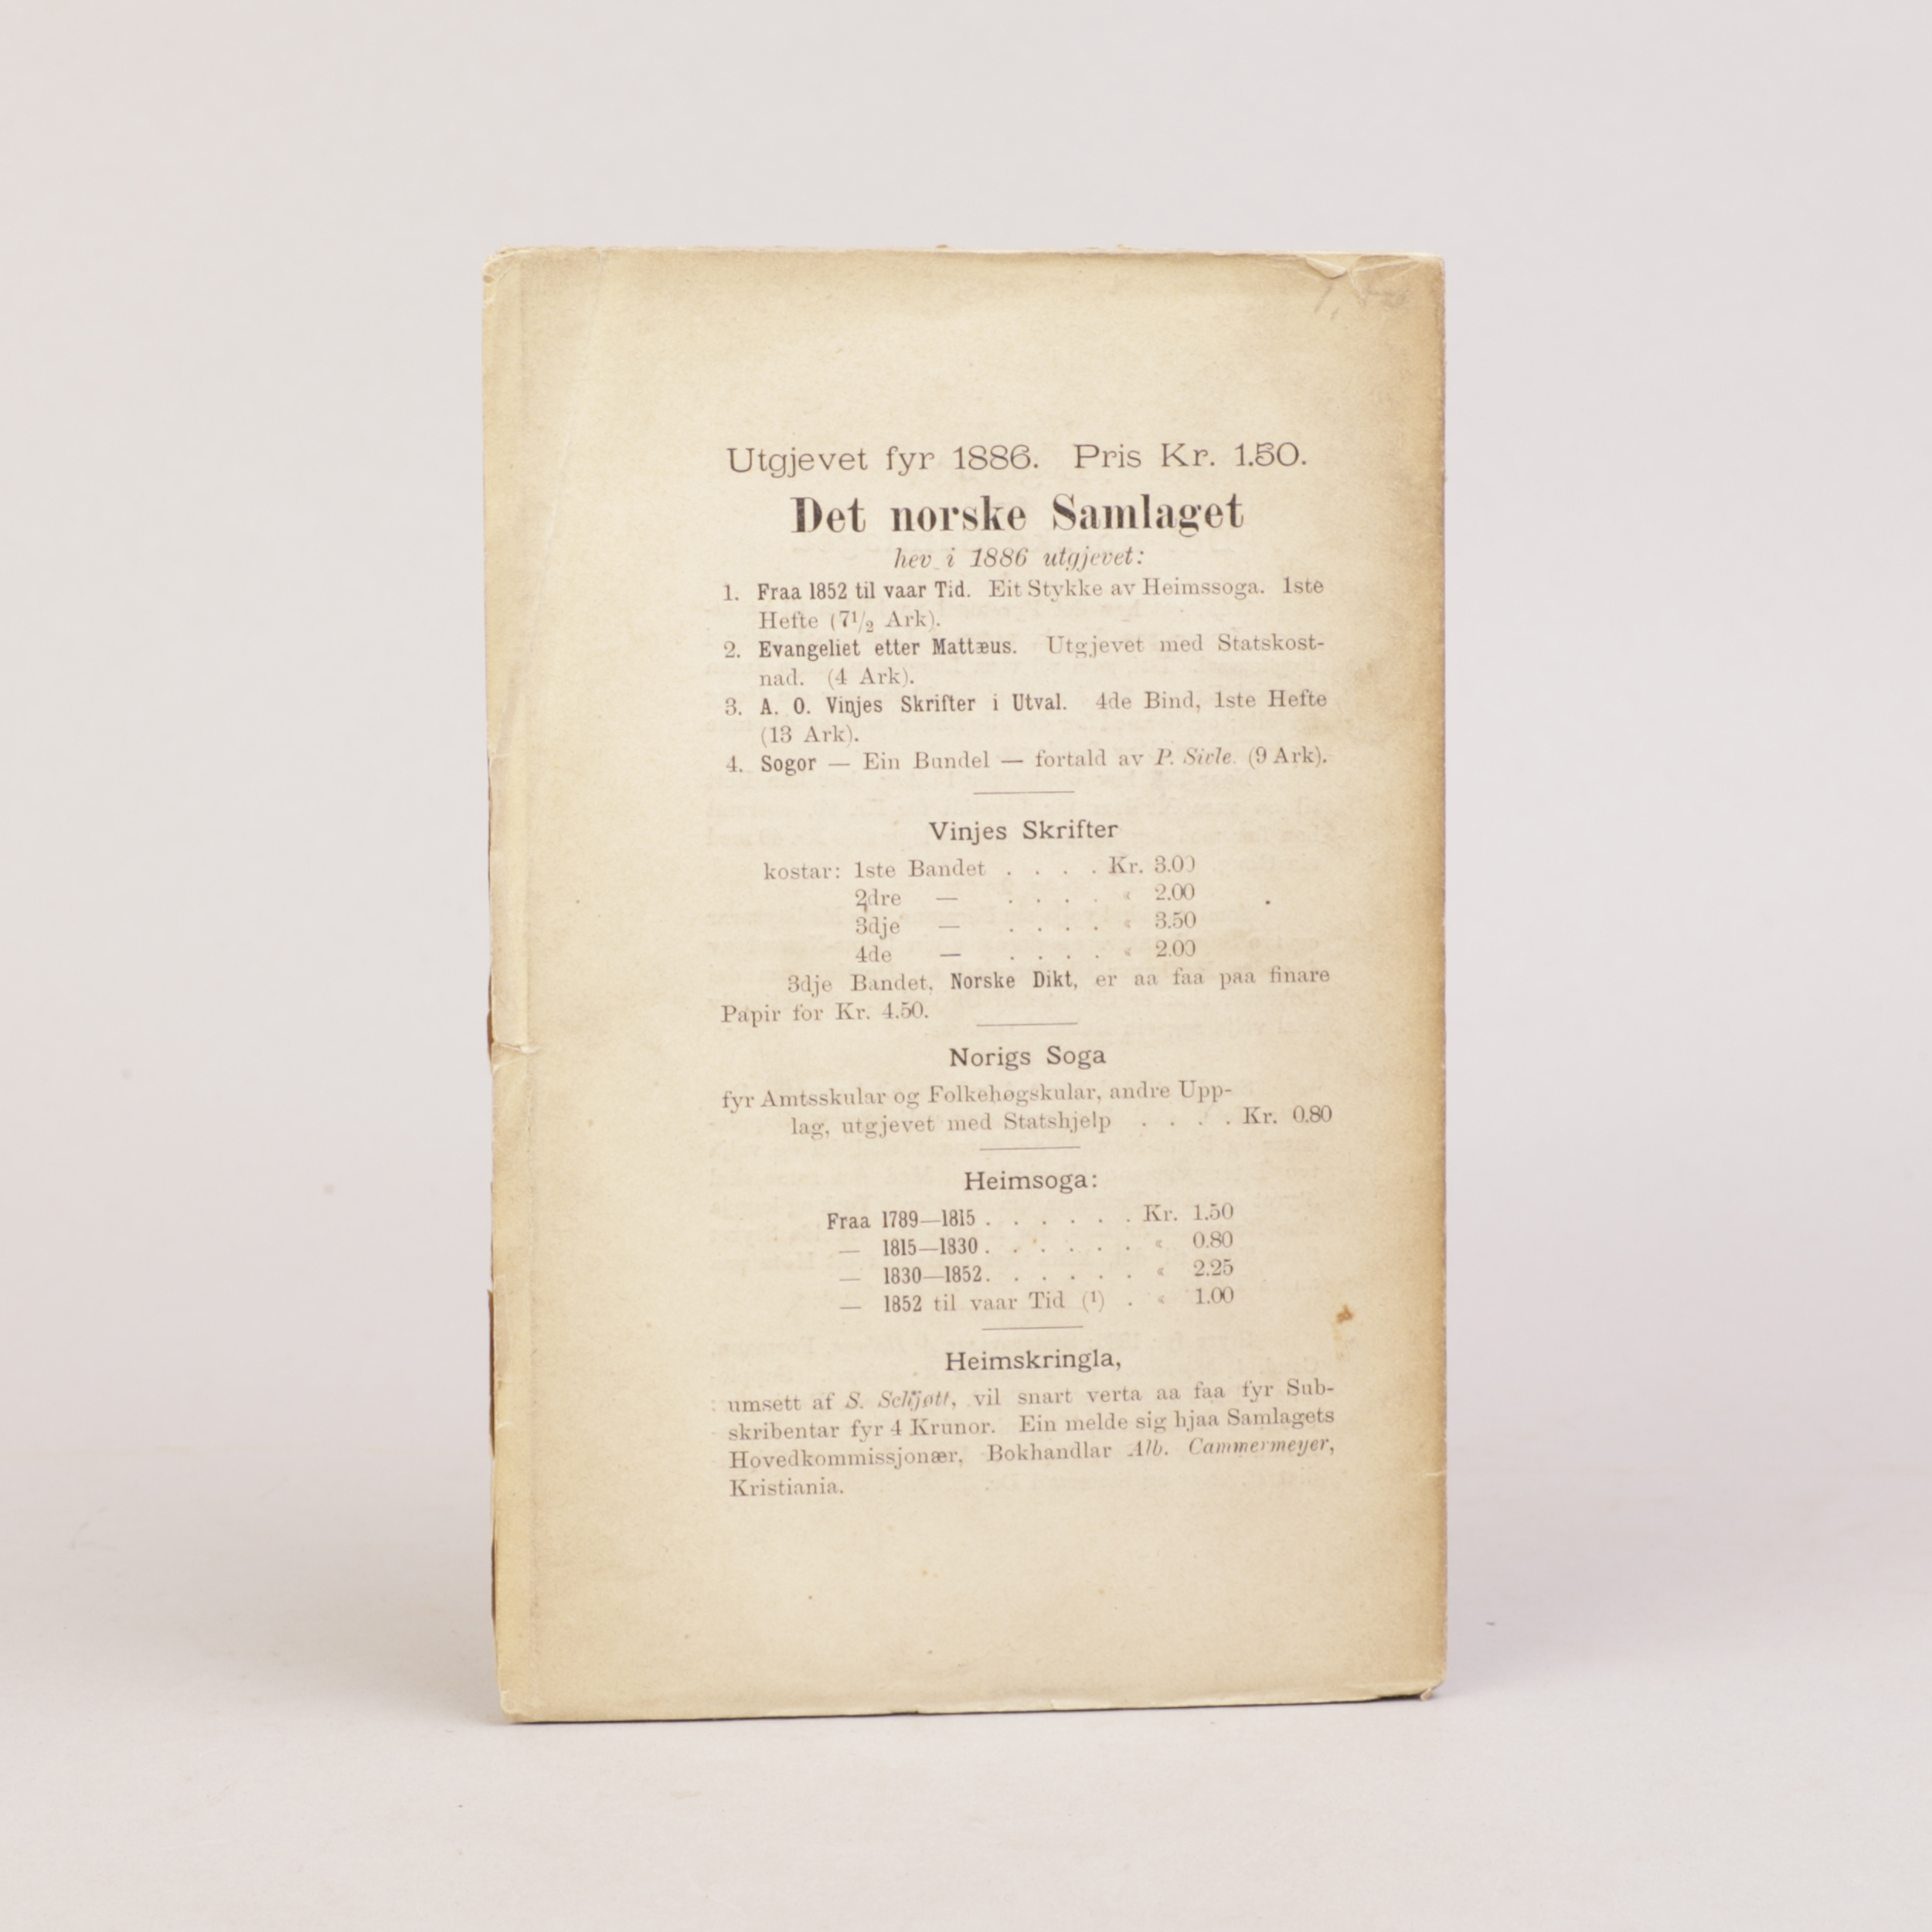 Utgjevet fyr 1886. Pris Kr. 1.50.
Det norske Samlaget
hev i 1886 utgjevet:
1. Fraa 1852 til vaar Tid. Eit Stykke av Heimssoga. 1ste
Hefte (7 1/2 Ark).
2. Evangeliet etter Mattæus. Utgjevet med Statskost-
nad. (4 Ark).
3. A. O. Vinjes Skrifter i Utval. 4de Bind, 1ste Hefte
(13 Ark).
4. Sogor — Ein Bundel — fortald av P. Sivle. (9 Ark).
Vinjes Skrifter
kostar: 1ste Bandet . . . . Kr. 3.00
2dre — . . . . « 2.00
3dje — . . . . « 3.50
4de — . . . . « 2.00
3dje Bandet, Norske Dikt, er aa faa paa finare
Papir for Kr. 4.50.
Norigs Soga
fyr Amtsskular og Folkehøgskular, andre Upp-
lag, utgjevet med Statshjelp . . . . Kr. 0.80
Heimsoga:
Fraa 1789—1815 . . . . . . Kr. 1.50
— 1815—1830 . . . . . . « 0.80
— 1830—1852 . . . . . . « 2.25
— 1852 til vaar Tid (1) . « 1.00
Heimskringla,
umsett af S. Schjøtt, vil snart verta aa faa fyr Sub-
skribentar fyr 4 Krunor. Ein melde sig hjaa Samlagets
Hovedkommissjonær, Bokhandlar Alb. Cammermeyer,
Kristiania.